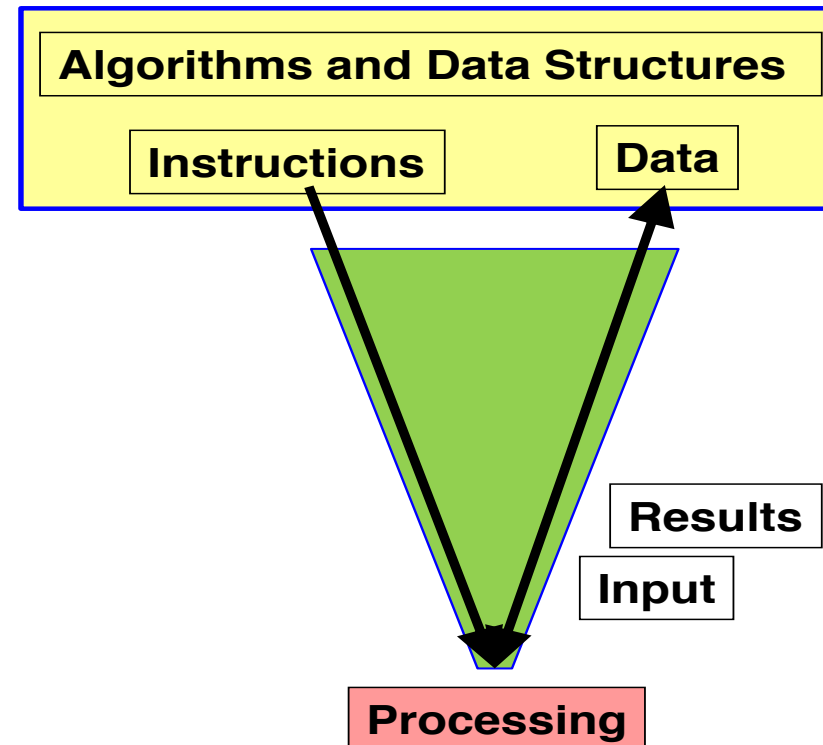 Algorithms and Data Structures
Instructions
Data
Results
Input
Processing